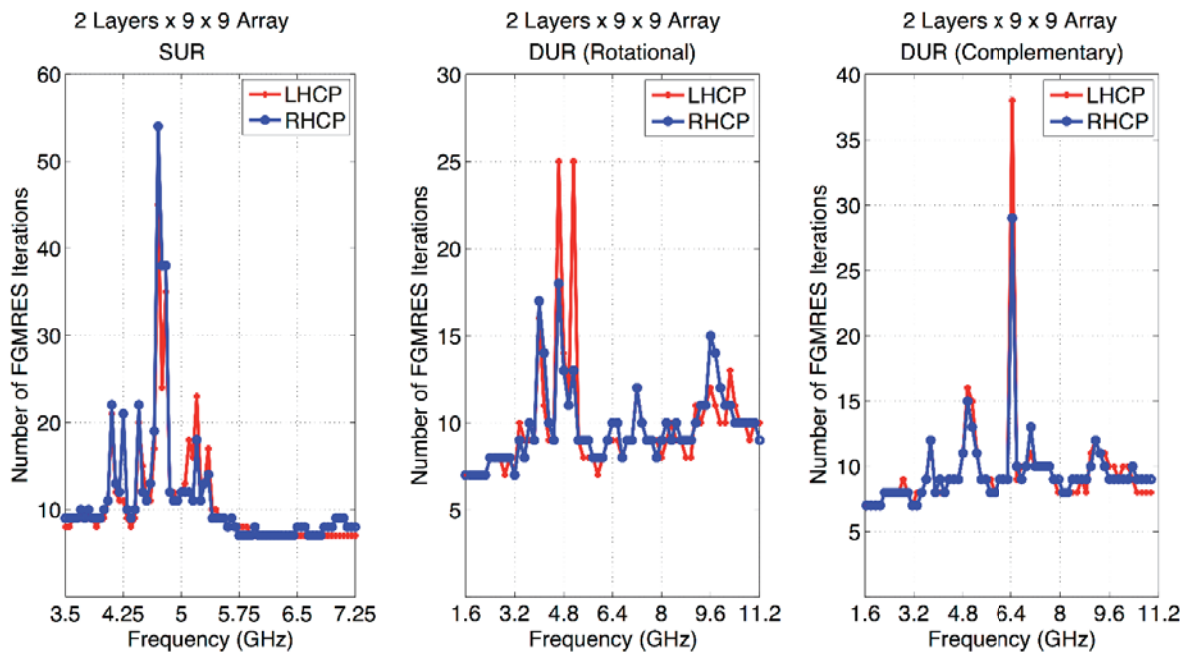 2 Layers x 9 x 9 Array
SUR
60
50
40
30
20
10
Number of FGMRES Iterations
LHCP
RHCP
3.5 4.25 5 5.75 6.5 7.25
Frequency (GHz)
2 Layers x 9 x 9 Array
DUR (Rotational)
30
25
20
15
10
5
Number of FGMRES Iterations
LHCP
RHCP
1.6 3.2 4.8 6.4 8 9.6 11.2
Frequency (GHz)
2 Layers x 9 x 9 Array
DUR (Complementary)
40
35
30
25
20
15
10
5
Number of FGMRES Iterations
LHCP
RHCP
1.6 3.2 4.8 6.4 8 9.6 11.2
Frequency (GHz)